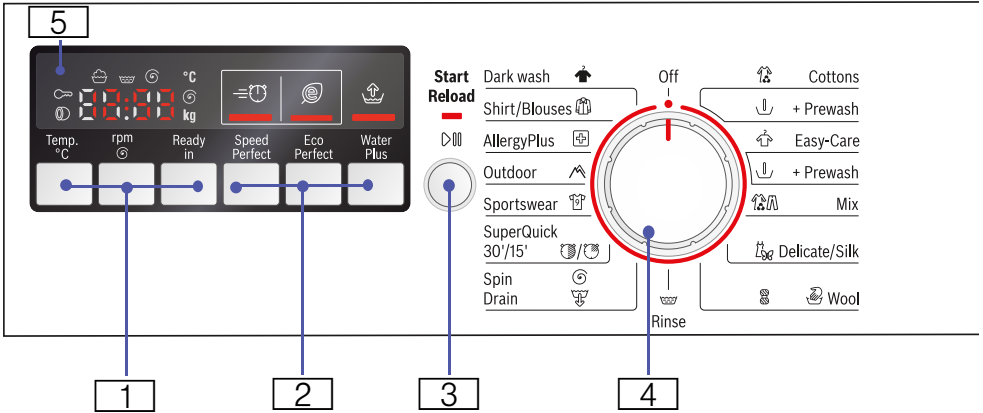 5
°C
kg
88:88
Temp.
°C
rpm
Ready
in
Speed
Perfect
Eco
Perfect
Water
Plus
Start
Reload
Dark wash
Shirt/Blouses
AllergyPlus
Outdoor
Sportswear
SuperQuick
30'/15'
Spin
Drain
Off
Rinse
Cottons
+ Prewash
Easy-Care
+ Prewash
Mix
Delicate/Silk
Wool
1
2
3
4